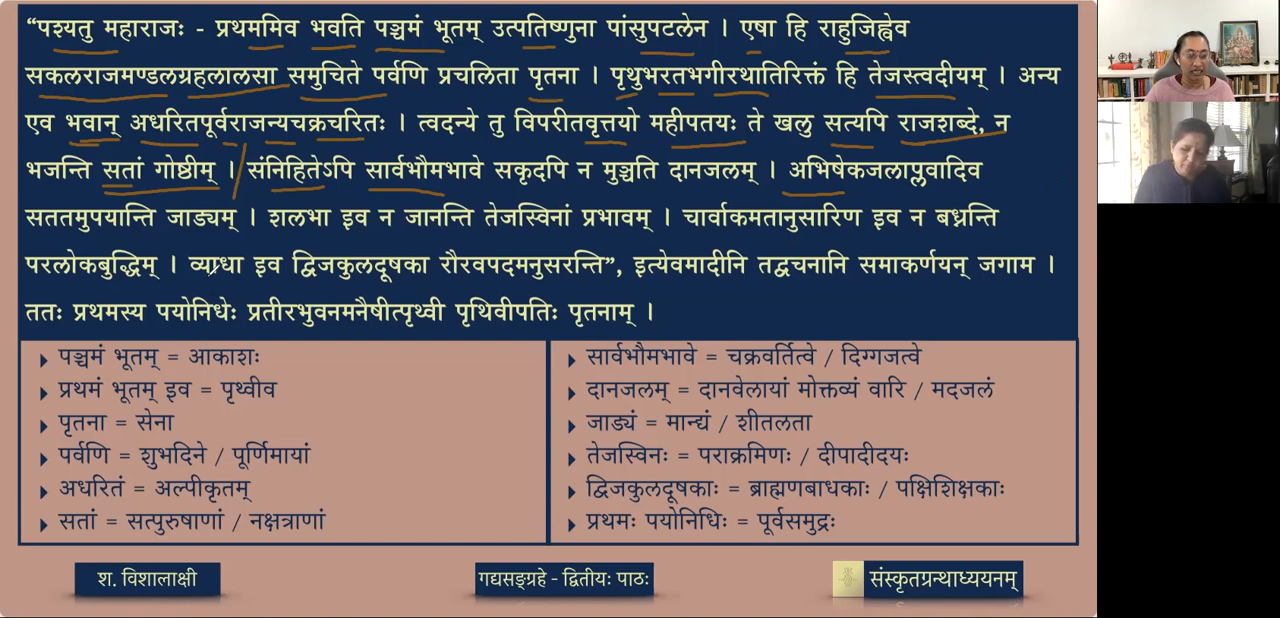 “पश्यतु महाराजः - प्रथममिव भवति पञ्चमं भूतम् उत्पतिष्णुना पांसुपटलेन । एषा हि राहुजिह्वेव
सकलराजमण्डलग्रहलालसा समुचिते पर्वणि प्रचलिता पृतना । पृथुभरतभगीरथातिरिक्तं हि तेजस्त्वदीयम् । अन्य
एव भवान् अधरितपूर्वराजन्यचक्रचरितः । त्वदन्ये तु विपरीतवृत्तयो महीपतयः ते खलु सत्यपि राजशब्दे, न
भजन्ति सतां गोष्ठीम् । संनिहितेऽपि सार्वभौमभावे सकृदपि न मुञ्चति दानजलम् । अभिषेकजलाप्लवादिव
सततमुपयान्ति जाड्यम् । शलभा इव न जानन्ति तेजस्विनां प्रभावम् । चार्वाकमतानुसारिण इव न बध्नन्ति
परलोकबुद्धिम् । व्याधा इव द्विजकुलदूषका रौरवपदमनुसरन्ति”, इत्येवमादीनि तद्वचनानि समाकर्णयन् जगाम ।
ततः प्रथमस्य पयोनिधेः प्रतीरभुवनमनैषीत्पृथ्वी पृथिवीपतिः पृतनाम् ।
पञ्चमं भूतम् = आकाशः
प्रथमं भूतम् इव = पृथ्वीव
पृतना = सेना
पर्वणि = शुभदिने / पूर्णिमायां
अधरितं = अल्पीकृतम्
सतां = सत्पुरुषाणां / नक्षत्राणां
सार्वभौमभावे = चक्रवर्तित्वे / दिग्गजत्वे
दानजलम् = दानवेलायां मोक्तव्यं वारि / मदजलं
जाड्यं = मान्द्यं / शीतलता
तेजस्विनः = पराक्रमिणः / दीपादीदयः
द्विजकुलदूषकाः = ब्राह्मणबाधकाः / पक्षिशिक्षकाः
प्रथमः पयोनिधिः = पूर्वसमुद्रः
श. विशालाक्षी
गद्यसङ्ग्रहे - द्वितीयः पाठः
संस्कृतग्रन्थाध्ययनम्